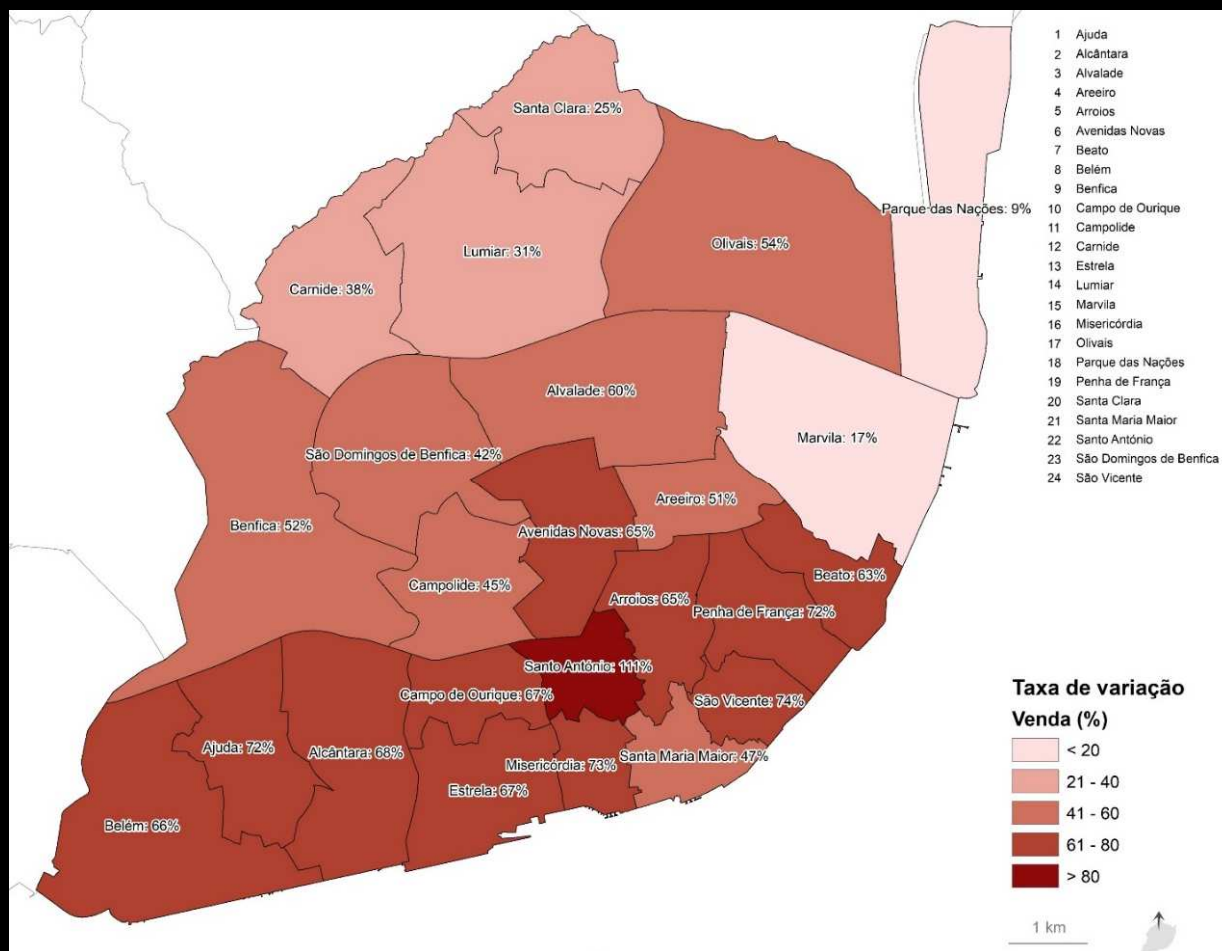 Santa Clara: 25%
Parque das Nações: 9%
Olivais: 54%
Lumiar: 31%
Carnide: 38%
Alvalade: 60%
Marvila: 17%
São Domingos de Benfica: 42%
Areeiro: 51%
Benfica: 52%
Avenidas Novas: 65%
Campolide: 45%
Beato: 63%
Arroios: 65%
Penha de França: 72%
Santo António: 111%
Campo de Ourique: 67%
São Vicente: 74%
Ajuda: 72%
Alcântara: 68%
Santa Maria Maior: 47%
Misericórdia: 73%
Estrela: 67%
Belém: 66%
1 Ajuda
2 Alcântara
3 Alvalade
4 Areeiro
5 Arroios
6 Avenidas Novas
7 Beato
8 Belém
9 Benfica
10 Campo de Ourique
11 Campolide
12 Carnide
13 Estrela
14 Lumiar
15 Marvila
16 Misericórdia
17 Olivais
18 Parque das Nações
19 Penha de França
20 Santa Clara
21 Santa Maria Maior
22 Santo António
23 São Domingos de Benfica
24 São Vicente
Taxa de variação
Venda (%)
< 20
21 - 40
41 - 60
61 - 80
> 80
1 km